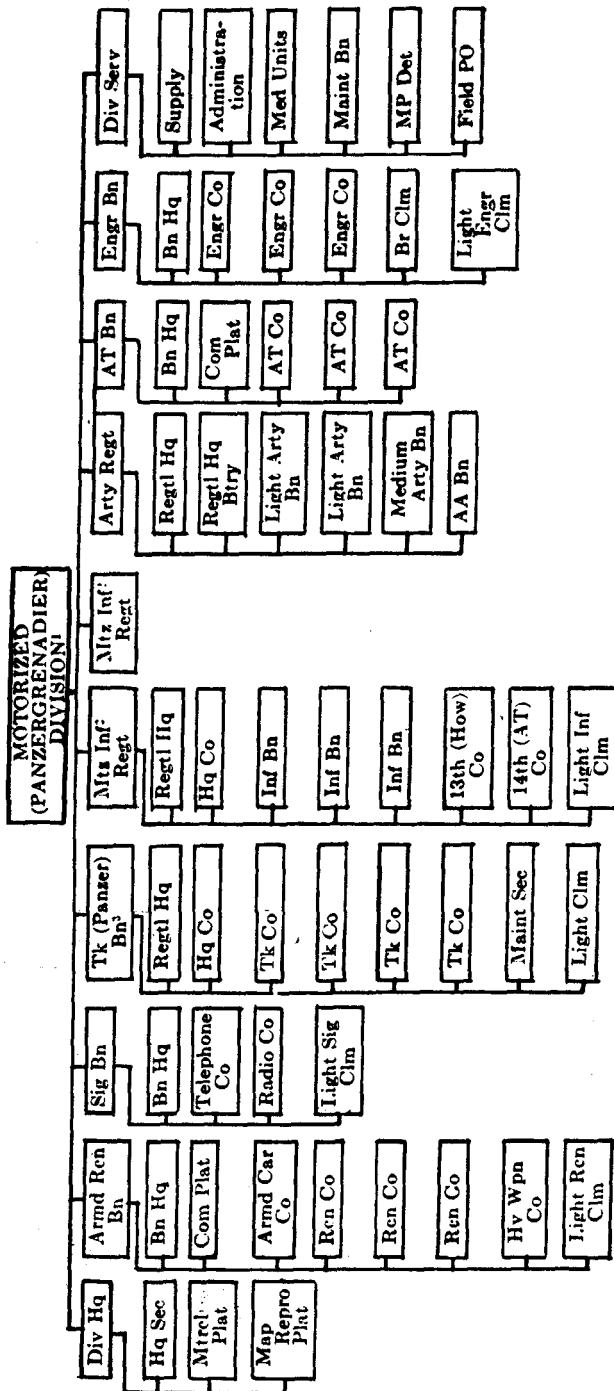 MOTORIZED
(PANZERGRENADIER)
DIVISION¹
Div Hq
Hq Sec
Mtrcl
Plat
Map
Repro
Plat
Armd Rcn
Bn
Bn Hq
Com Plat
Armd Car
Co
Rcn Co
Rcn Co
Rcn Co
Hv Wpn
Co
Light Rcn
Clm
Sig Bn
Bn Hq
Telephone
Co
Radio Co
Light Sig
Clm
Tk (Panzer)
Bn³
Regtl Hq
Hq Co
Tk Co
Tk Co
Tk Co
Tk Co
Maint Sec
Light Clm
Mtz Inf²
Regt
Regtl Hq
Hq Co
Inf Bn
Inf Bn
Inf Bn
13th (How)
Co
14th (AT)
Co
Light Inf
Clm
Mtz Inf²
Regt
Arty Regt
Regtl Hq
Regtl Hq
Btry
Light Arty
Bn
Light Arty
Bn
Medium
Arty Bn
AA Bn
AT Bn
Bn Hq
Com
Plat
AT Co
AT Co
AT Co
Engr Bn
Bn Hq
Engr Co
Engr Co
Engr Co
Br Clm
Light
Engr
Clm
Div Serv
Supply
Administra-
tion
Med Units
Maint Bn
MP Det
Field PO